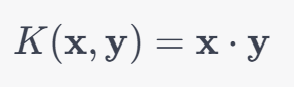 K(x, y) = x · y